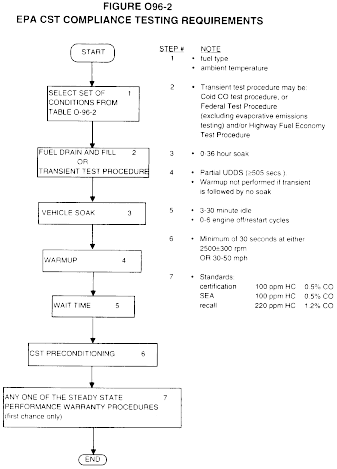 FIGURE O96-2
EPA CST COMPLIANCE TESTING REQUIREMENTS
START
SELECT SET OF 1
CONDITIONS FROM
TABLE O-96-2
FUEL DRAIN AND FILL 2
OR
TRANSIENT TEST PROCEDURE
VEHICLE SOAK 3
WARMUP 4
WAIT TIME 5
CST PRECONDITIONING 6
ANY ONE OF THE STEADY STATE 7
PERFORMANCE WARRANTY PROCEDURES
(first chance only)
END
STEP # NOTE
1 • fuel type
• ambient temperature
2 • Transient test procedure may be
Cold CO test procedure, or
Federal Test Procedure
(excluding evaporative emissions
testing) and/or Highway Fuel Economy
Test Procedure
3 • 0-36 hour soak
4 • Partial UDDS (≥505 secs.)
• Warmup not performed if transient
is followed by no soak
5 • 3-30 minute idle
• 0-6 engine off/restart cycles
6 • Minimum of 30 seconds at either
2500±300 rpm
OR 30-50 mph
7 • Standards:
certification 100 ppm HC 0.5% CO
SEA 100 ppm HC 0.5% CO
recall 220 ppm HC 1.2% CO